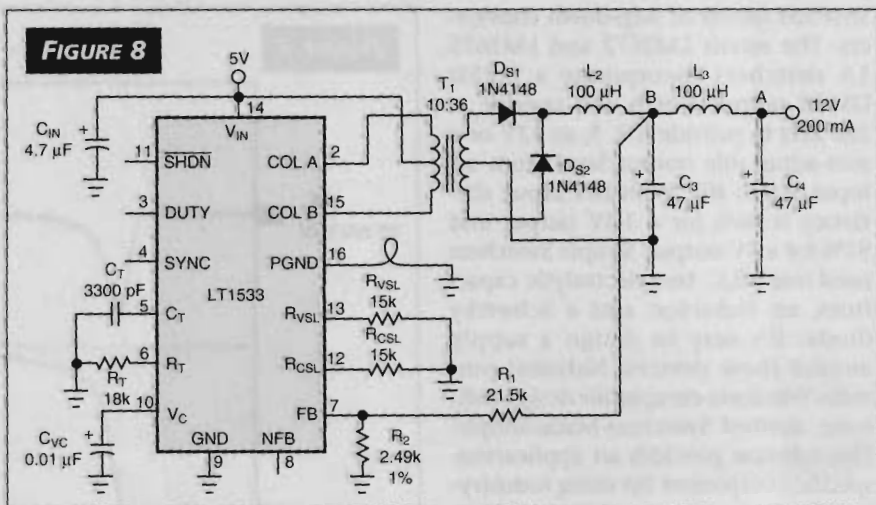 FIGURE 8
5V
14
V_IN
C_IN
4.7 µF
11 SHDN
COL A 2
3 DUTY
COL B 15
4 SYNC
PGND 16
C_T
3300 pF
5 C_T
LT1533
R_VSL 13
R_VSL
15k
6 R_T
R_T
18k
R_CSL 12
R_CSL
15k
10 V_C
FB 7
C_VC
0.01 µF
GND
9
NFB
8
T_1
10:36
D_S1
1N4148
D_S2
1N4148
L_2
100 µH
B
L_3
100 µH
A
12V
200 mA
C_3
47 µF
C_4
47 µF
R_1
21.5k
R_2
2.49k
1%